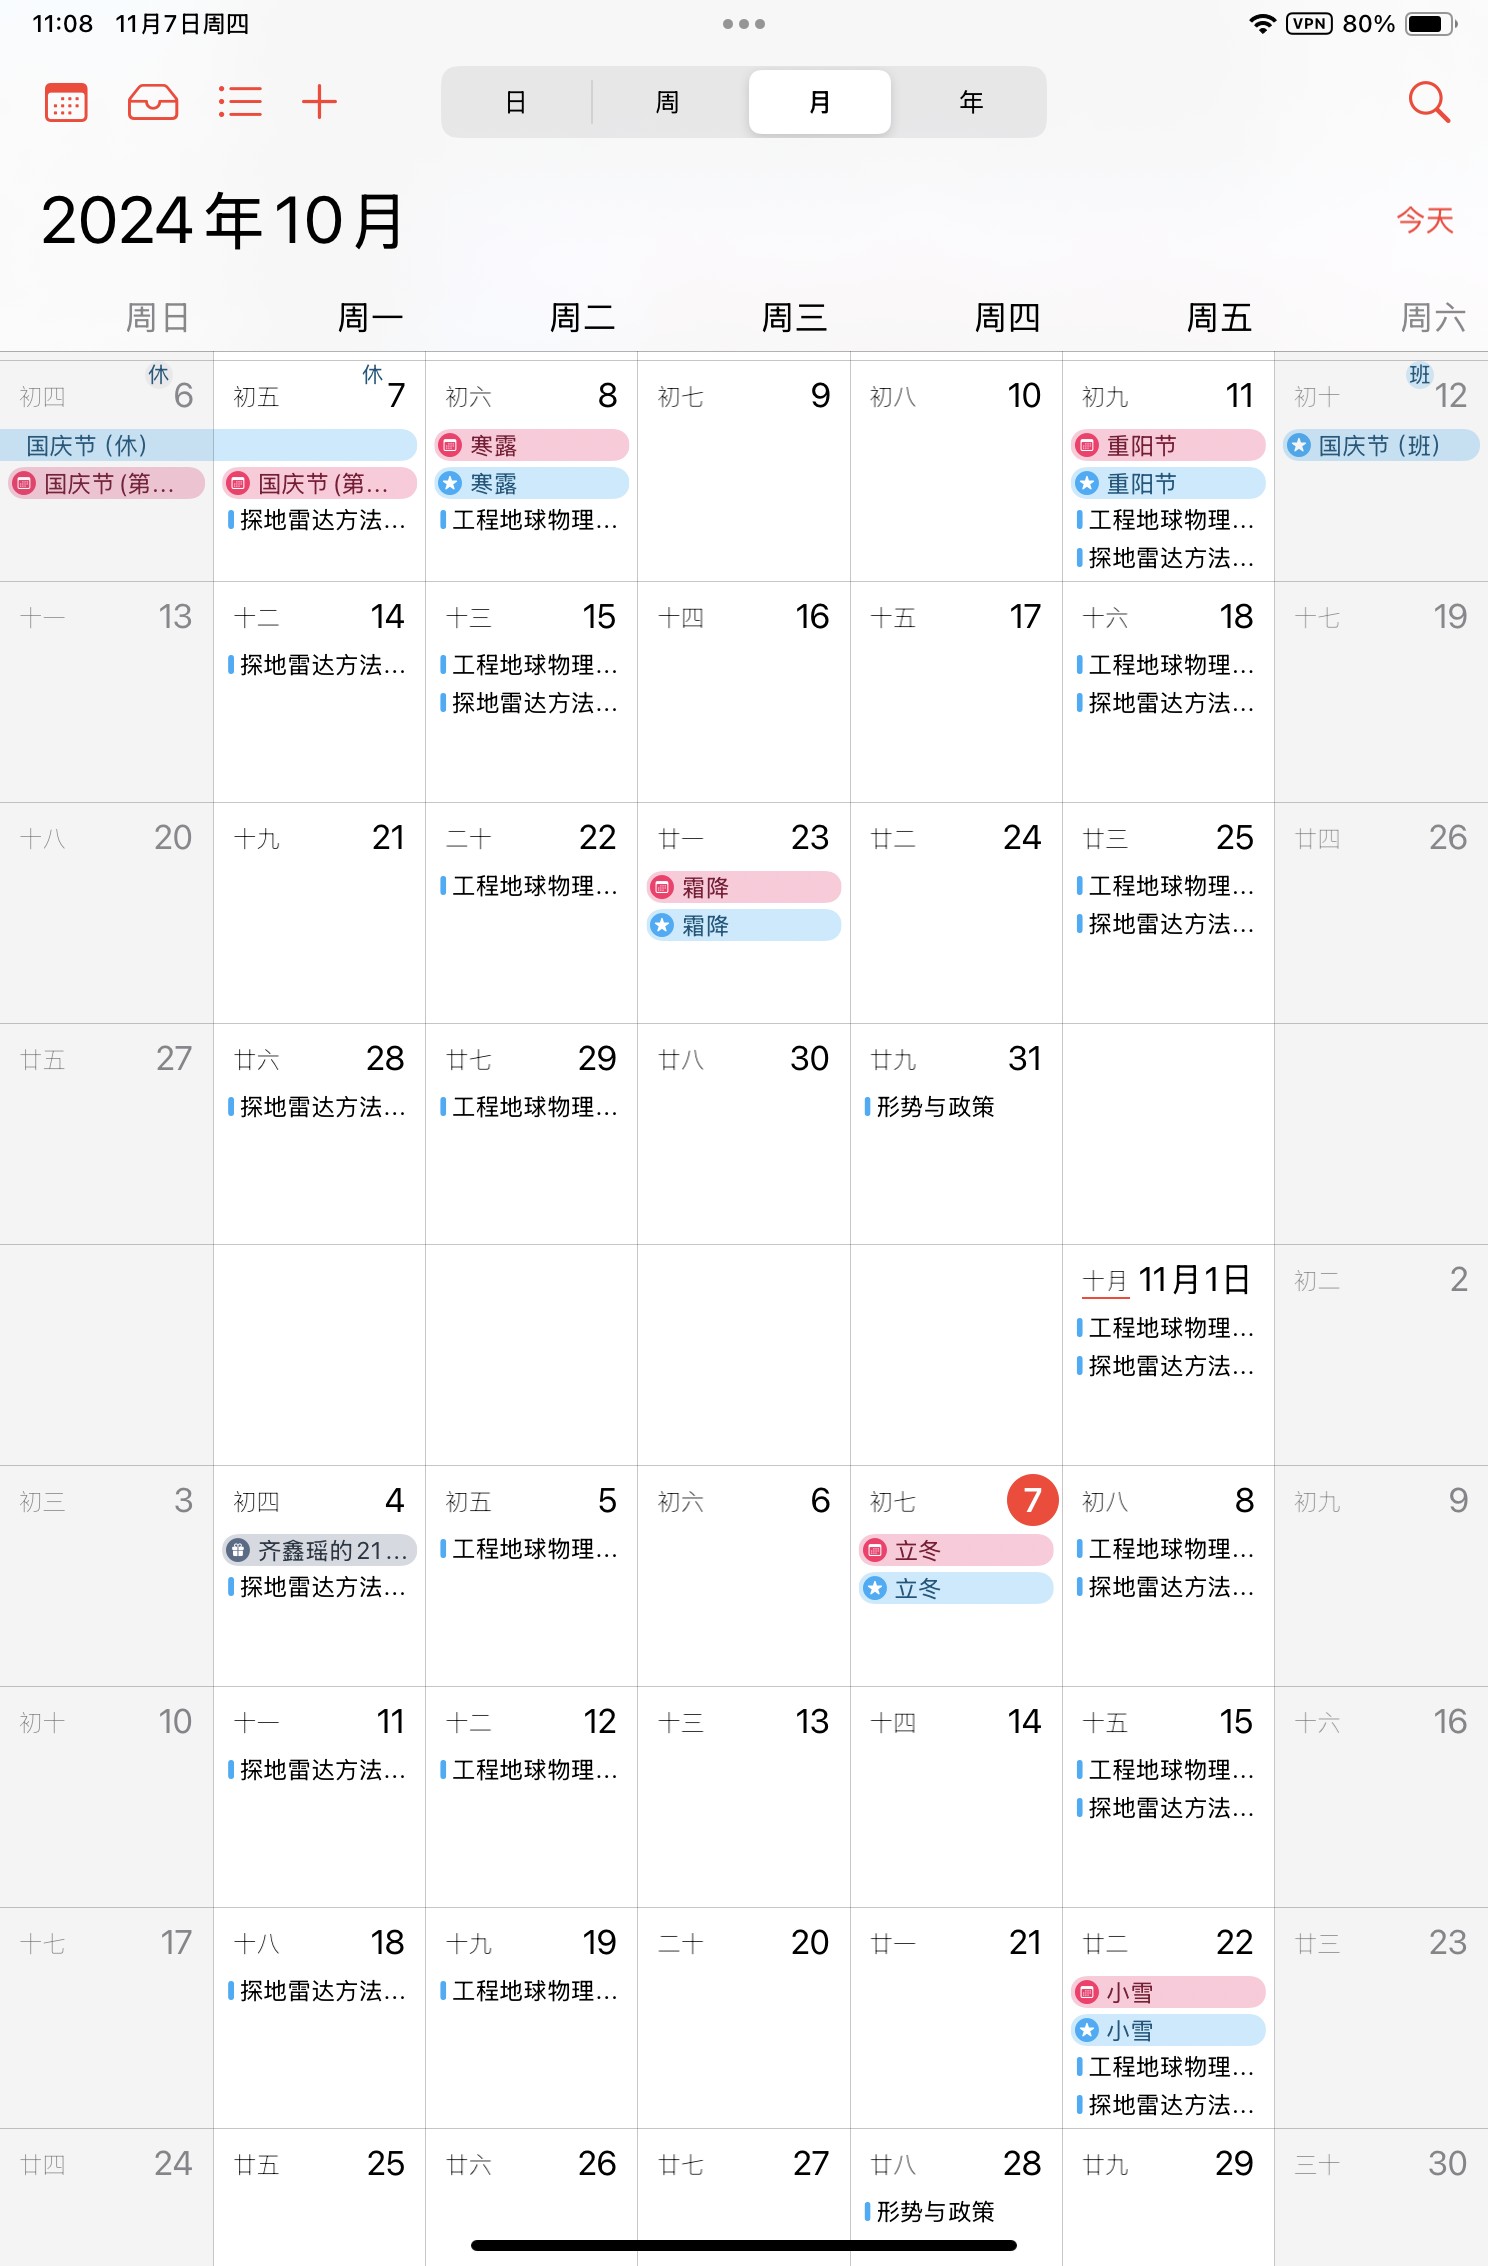 11:08 11月7日周四
VPN 80%
日 周 月 年
2024年10月
今天
周日 周一 周二 周三 周四 周五 周六
初四 休 6 初五 休 7 初六 8 初七 9 初八 10 初九 11 初十 班 12
国庆节 (休) 寒露 重阳节 国庆节 (班)
国庆节 (第... 国庆节 (第... 寒露 重阳节
探地雷达方法... 工程地球物理... 工程地球物理...
探地雷达方法...
十一 13 十二 14 十三 15 十四 16 十五 17 十六 18 十七 19
探地雷达方法... 工程地球物理... 工程地球物理...
探地雷达方法... 探地雷达方法...
十八 20 十九 21 二十 22 廿一 23 廿二 24 廿三 25 廿四 26
工程地球物理... 霜降 工程地球物理...
霜降 探地雷达方法...
廿五 27 廿六 28 廿七 29 廿八 30 廿九 31
探地雷达方法... 工程地球物理... 形势与政策
十月 11月1日 初二 2
工程地球物理...
探地雷达方法...
初三 3 初四 4 初五 5 初六 6 初七 7 初八 8 初九 9
齐鑫瑶的21... 工程地球物理... 立冬 工程地球物理...
探地雷达方法... 立冬 探地雷达方法...
初十 10 十一 11 十二 12 十三 13 十四 14 十五 15 十六 16
探地雷达方法... 工程地球物理... 工程地球物理...
探地雷达方法...
十七 17 十八 18 十九 19 二十 20 廿一 21 廿二 22 廿三 23
探地雷达方法... 工程地球物理... 小雪
小雪
工程地球物理...
探地雷达方法...
廿四 24 廿五 25 廿六 26 廿七 27 廿八 28 廿九 29 三十 30
形势与政策